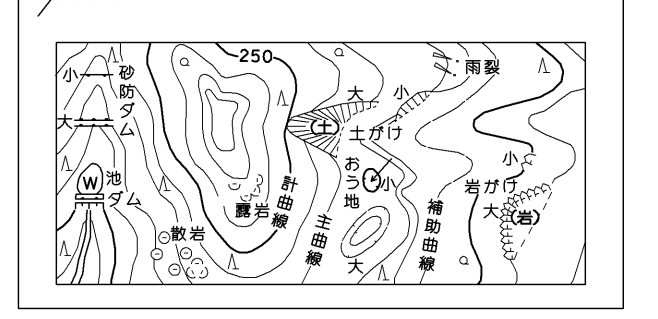 250
雨裂
小
砂防ダム
大
小
大
(土)
土がけ
小
W
池
ダム
おう地
小
岩がけ
大
(岩)
露岩
計曲線
主曲線
補助曲線
散岩
大